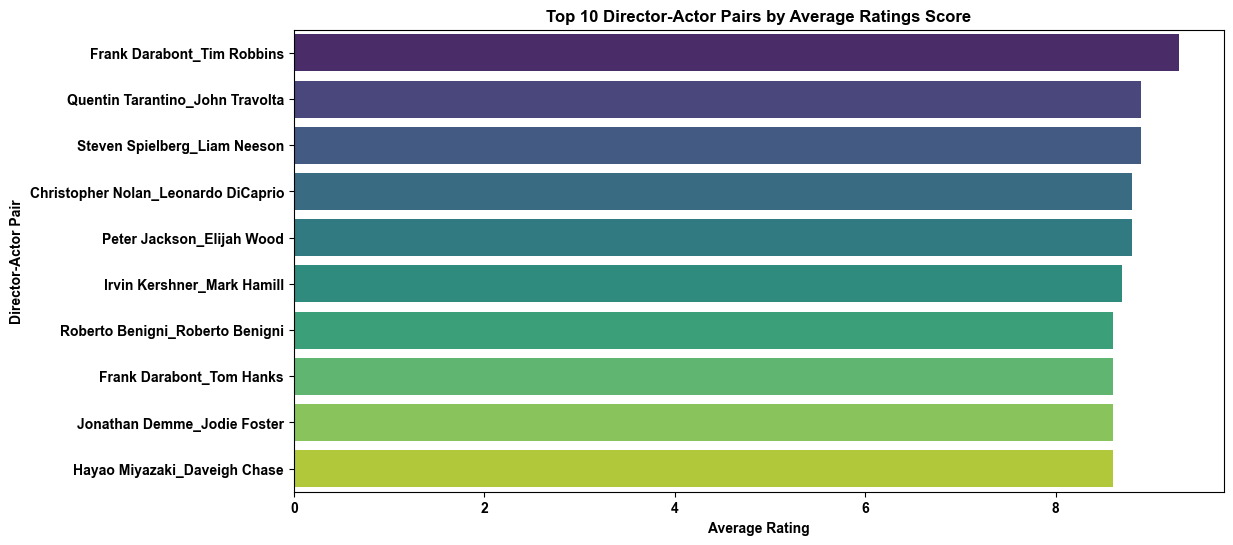 Top 10 Director-Actor Pairs by Average Ratings Score
Director-Actor Pair
Frank Darabont_Tim Robbins
Quentin Tarantino_John Travolta
Steven Spielberg_Liam Neeson
Christopher Nolan_Leonardo DiCaprio
Peter Jackson_Elijah Wood
Irvin Kershner_Mark Hamill
Roberto Benigni_Roberto Benigni
Frank Darabont_Tom Hanks
Jonathan Demme_Jodie Foster
Hayao Miyazaki_Daveigh Chase
0 2 4 6 8
Average Rating